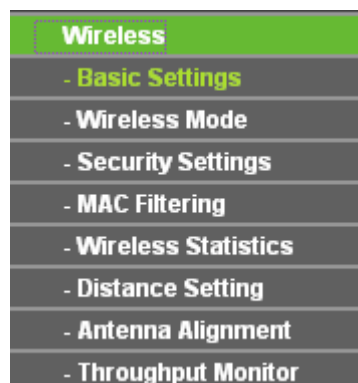 Wireless
- Basic Settings
- Wireless Mode
- Security Settings
- MAC Filtering
- Wireless Statistics
- Distance Setting
- Antenna Alignment
- Throughput Monitor